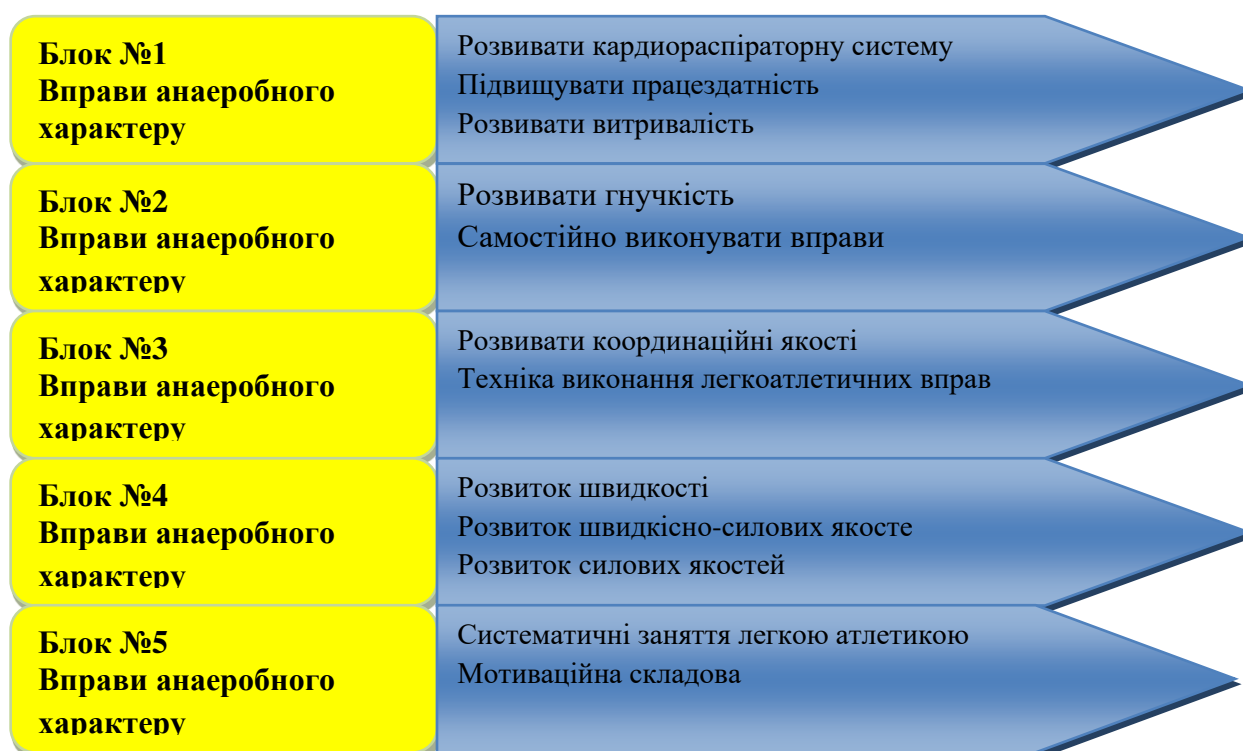 Блок №1
Вправи анаеробного
характеру
Розвивати кардиораспіраторну систему
Підвищувати працездатність
Розвивати витривалість
Блок №2
Вправи анаеробного
характеру
Розвивати гнучкість
Самостійно виконувати вправи
Блок №3
Вправи анаеробного
характеру
Розвивати координаційні якості
Техніка виконання легкоатлетичних вправ
Блок №4
Вправи анаеробного
характеру
Розвиток швидкості
Розвиток швидкісно-силових якосте
Розвиток силових якостей
Блок №5
Вправи анаеробного
характеру
Систематичні заняття легкою атлетикою
Мотиваційна складова